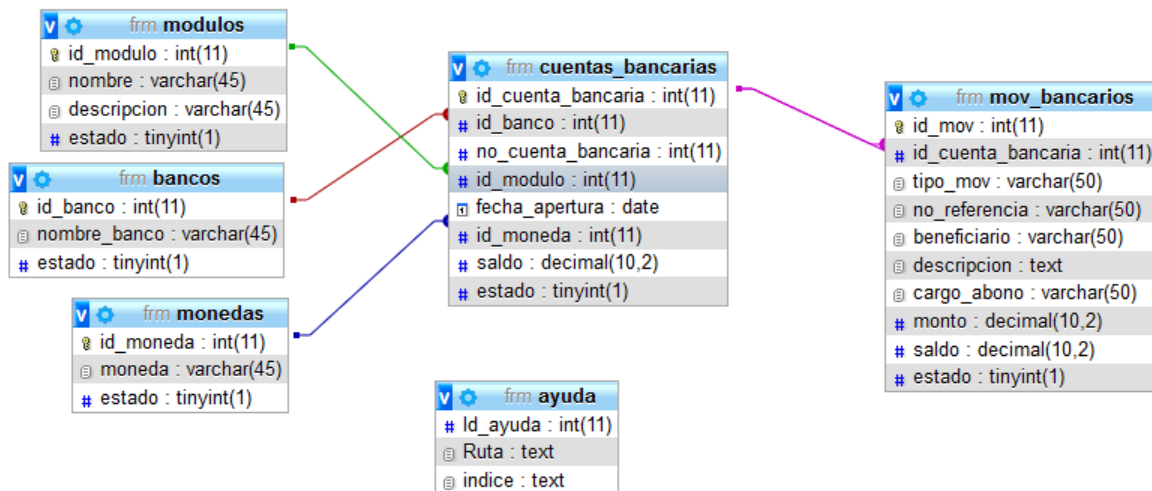 frm modulos
id_modulo : int(11)
nombre : varchar(45)
descripcion : varchar(45)
# estado : tinyint(1)
frm bancos
id_banco : int(11)
nombre_banco : varchar(45)
# estado : tinyint(1)
frm monedas
id_moneda : int(11)
moneda : varchar(45)
# estado : tinyint(1)
frm cuentas_bancarias
id_cuenta_bancaria : int(11)
# id_banco : int(11)
# no_cuenta_bancaria : int(11)
# id_modulo : int(11)
fecha_apertura : date
# id_moneda : int(11)
# saldo : decimal(10,2)
# estado : tinyint(1)
frm ayuda
# Id_ayuda : int(11)
Ruta : text
indice : text
frm mov_bancarios
id_mov : int(11)
# id_cuenta_bancaria : int(11)
tipo_mov : varchar(50)
no_referencia : varchar(50)
beneficiario : varchar(50)
descripcion : text
cargo_abono : varchar(50)
# monto : decimal(10,2)
# saldo : decimal(10,2)
# estado : tinyint(1)